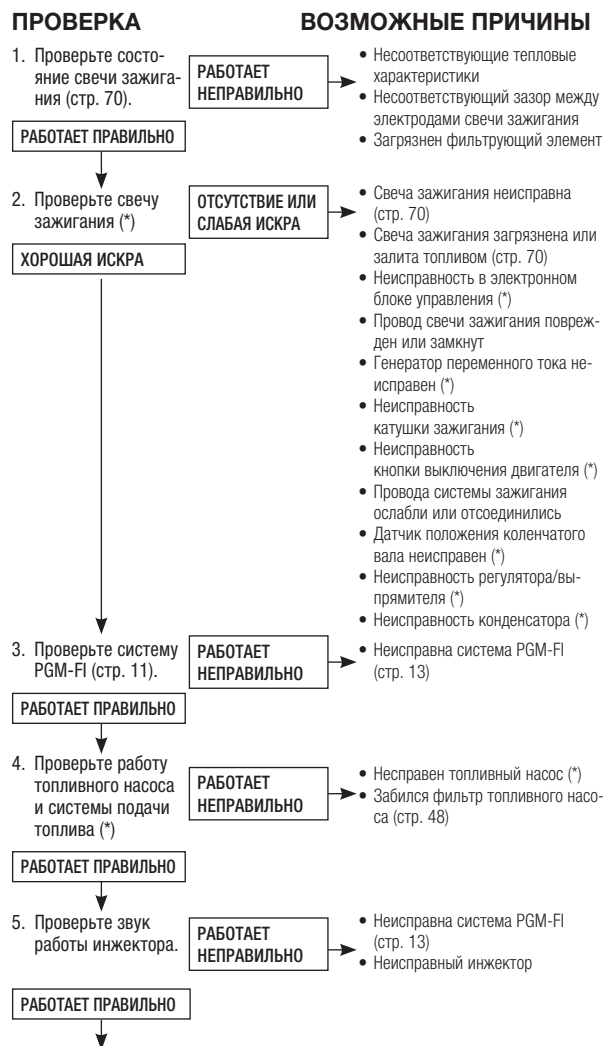 ПРОВЕРКА
ВОЗМОЖНЫЕ ПРИЧИНЫ
1. Проверьте состо-
яние свечи зажига-
ния (стр. 70).
РАБОТАЕТ
НЕПРАВИЛЬНО
• Несоответствующие тепловые
характеристики
• Несоответствующий зазор между
электродами свечи зажигания
• Загрязнен фильтрующий элемент
РАБОТАЕТ ПРАВИЛЬНО
2. Проверьте свечу
зажигания (*)
ОТСУТСТВИЕ ИЛИ
СЛАБАЯ ИСКРА
• Свеча зажигания неисправна
(стр. 70)
• Свеча зажигания загрязнена или
залита топливом (стр. 70)
• Неисправность в электронном
блоке управления (*)
• Провод свечи зажигания повреж-
ден или замкнут
• Генератор переменного тока не-
исправен (*)
• Неисправность
катушки зажигания (*)
• Неисправность
кнопки выключения двигателя (*)
• Провода системы зажигания
ослабли или отсоединились
• Датчик положения коленчатого
вала неисправен (*)
• Неисправность регулятора/вы-
прямителя (*)
• Неисправность конденсатора (*)
ХОРОШАЯ ИСКРА
3. Проверьте систему
PGM-FI (стр. 11).
РАБОТАЕТ
НЕПРАВИЛЬНО
• Неисправна система PGM-FI
(стр. 13)
РАБОТАЕТ ПРАВИЛЬНО
4. Проверьте работу
топливного насоса
и системы подачи
топлива (*)
РАБОТАЕТ
НЕПРАВИЛЬНО
• Несправен топливный насос (*)
• Забился фильтр топливного насо-
са (стр. 48)
РАБОТАЕТ ПРАВИЛЬНО
5. Проверьте звук
работы инжектора.
РАБОТАЕТ
НЕПРАВИЛЬНО
• Неисправна система PGM-FI
(стр. 13)
• Неисправный инжектор
РАБОТАЕТ ПРАВИЛЬНО